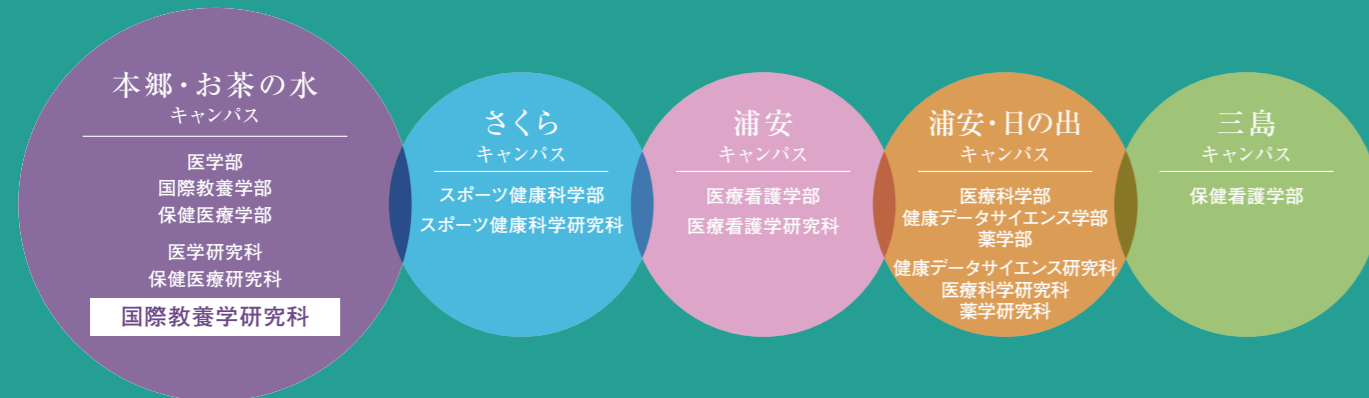 本郷・お茶の水
キャンパス
医学部
国際教養学部
保健医療学部
医学研究科
保健医療研究科
国際教養学研究科
さくら
キャンパス
スポーツ健康科学部
スポーツ健康科学研究科
浦安
キャンパス
医療看護学部
医療看護学研究科
浦安・日の出
キャンパス
医療科学部
健康データサイエンス学部
薬学部
健康データサイエンス研究科
医療科学研究科
薬学研究科
三島
キャンパス
保健看護学部